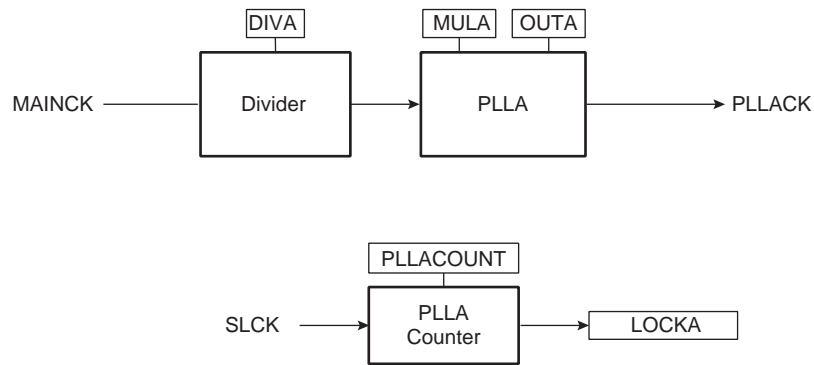 DIVA
MULA
OUTA
MAINCK
Divider
PLLA
PLLACK
PLLACOUNT
SLCK
PLLA
Counter
LOCKA